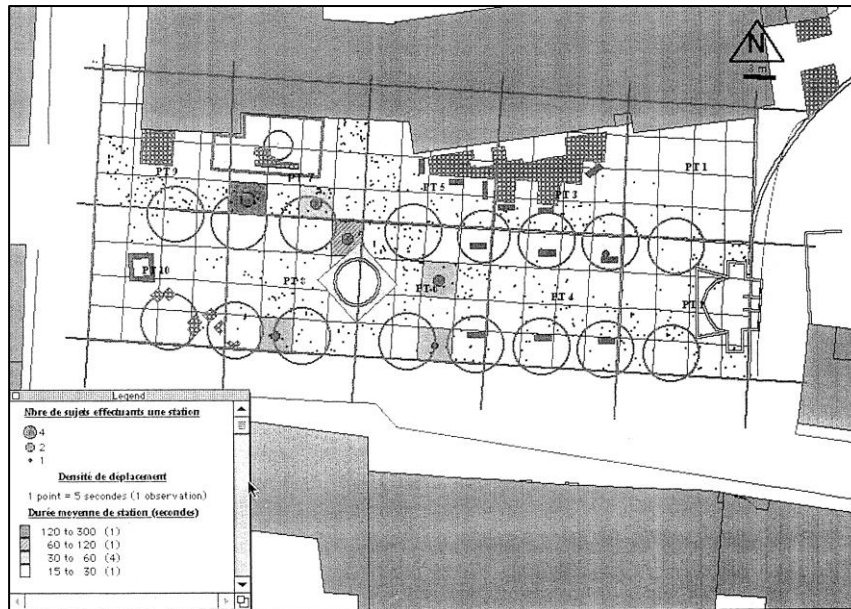 N
3 m
PT 1
PT 9
PT 7
PT 5
PT 3
PT 10
PT 8
PT 6
PT 4
Legend
Nbre de sujets effectuants une station
4
2
1
Densité de déplacement
1 point = 5 secondes (1 observation)
Durée moyenne de station (secondes)
120 to 300 (1)
60 to 120 (1)
30 to 60 (4)
15 to 30 (1)